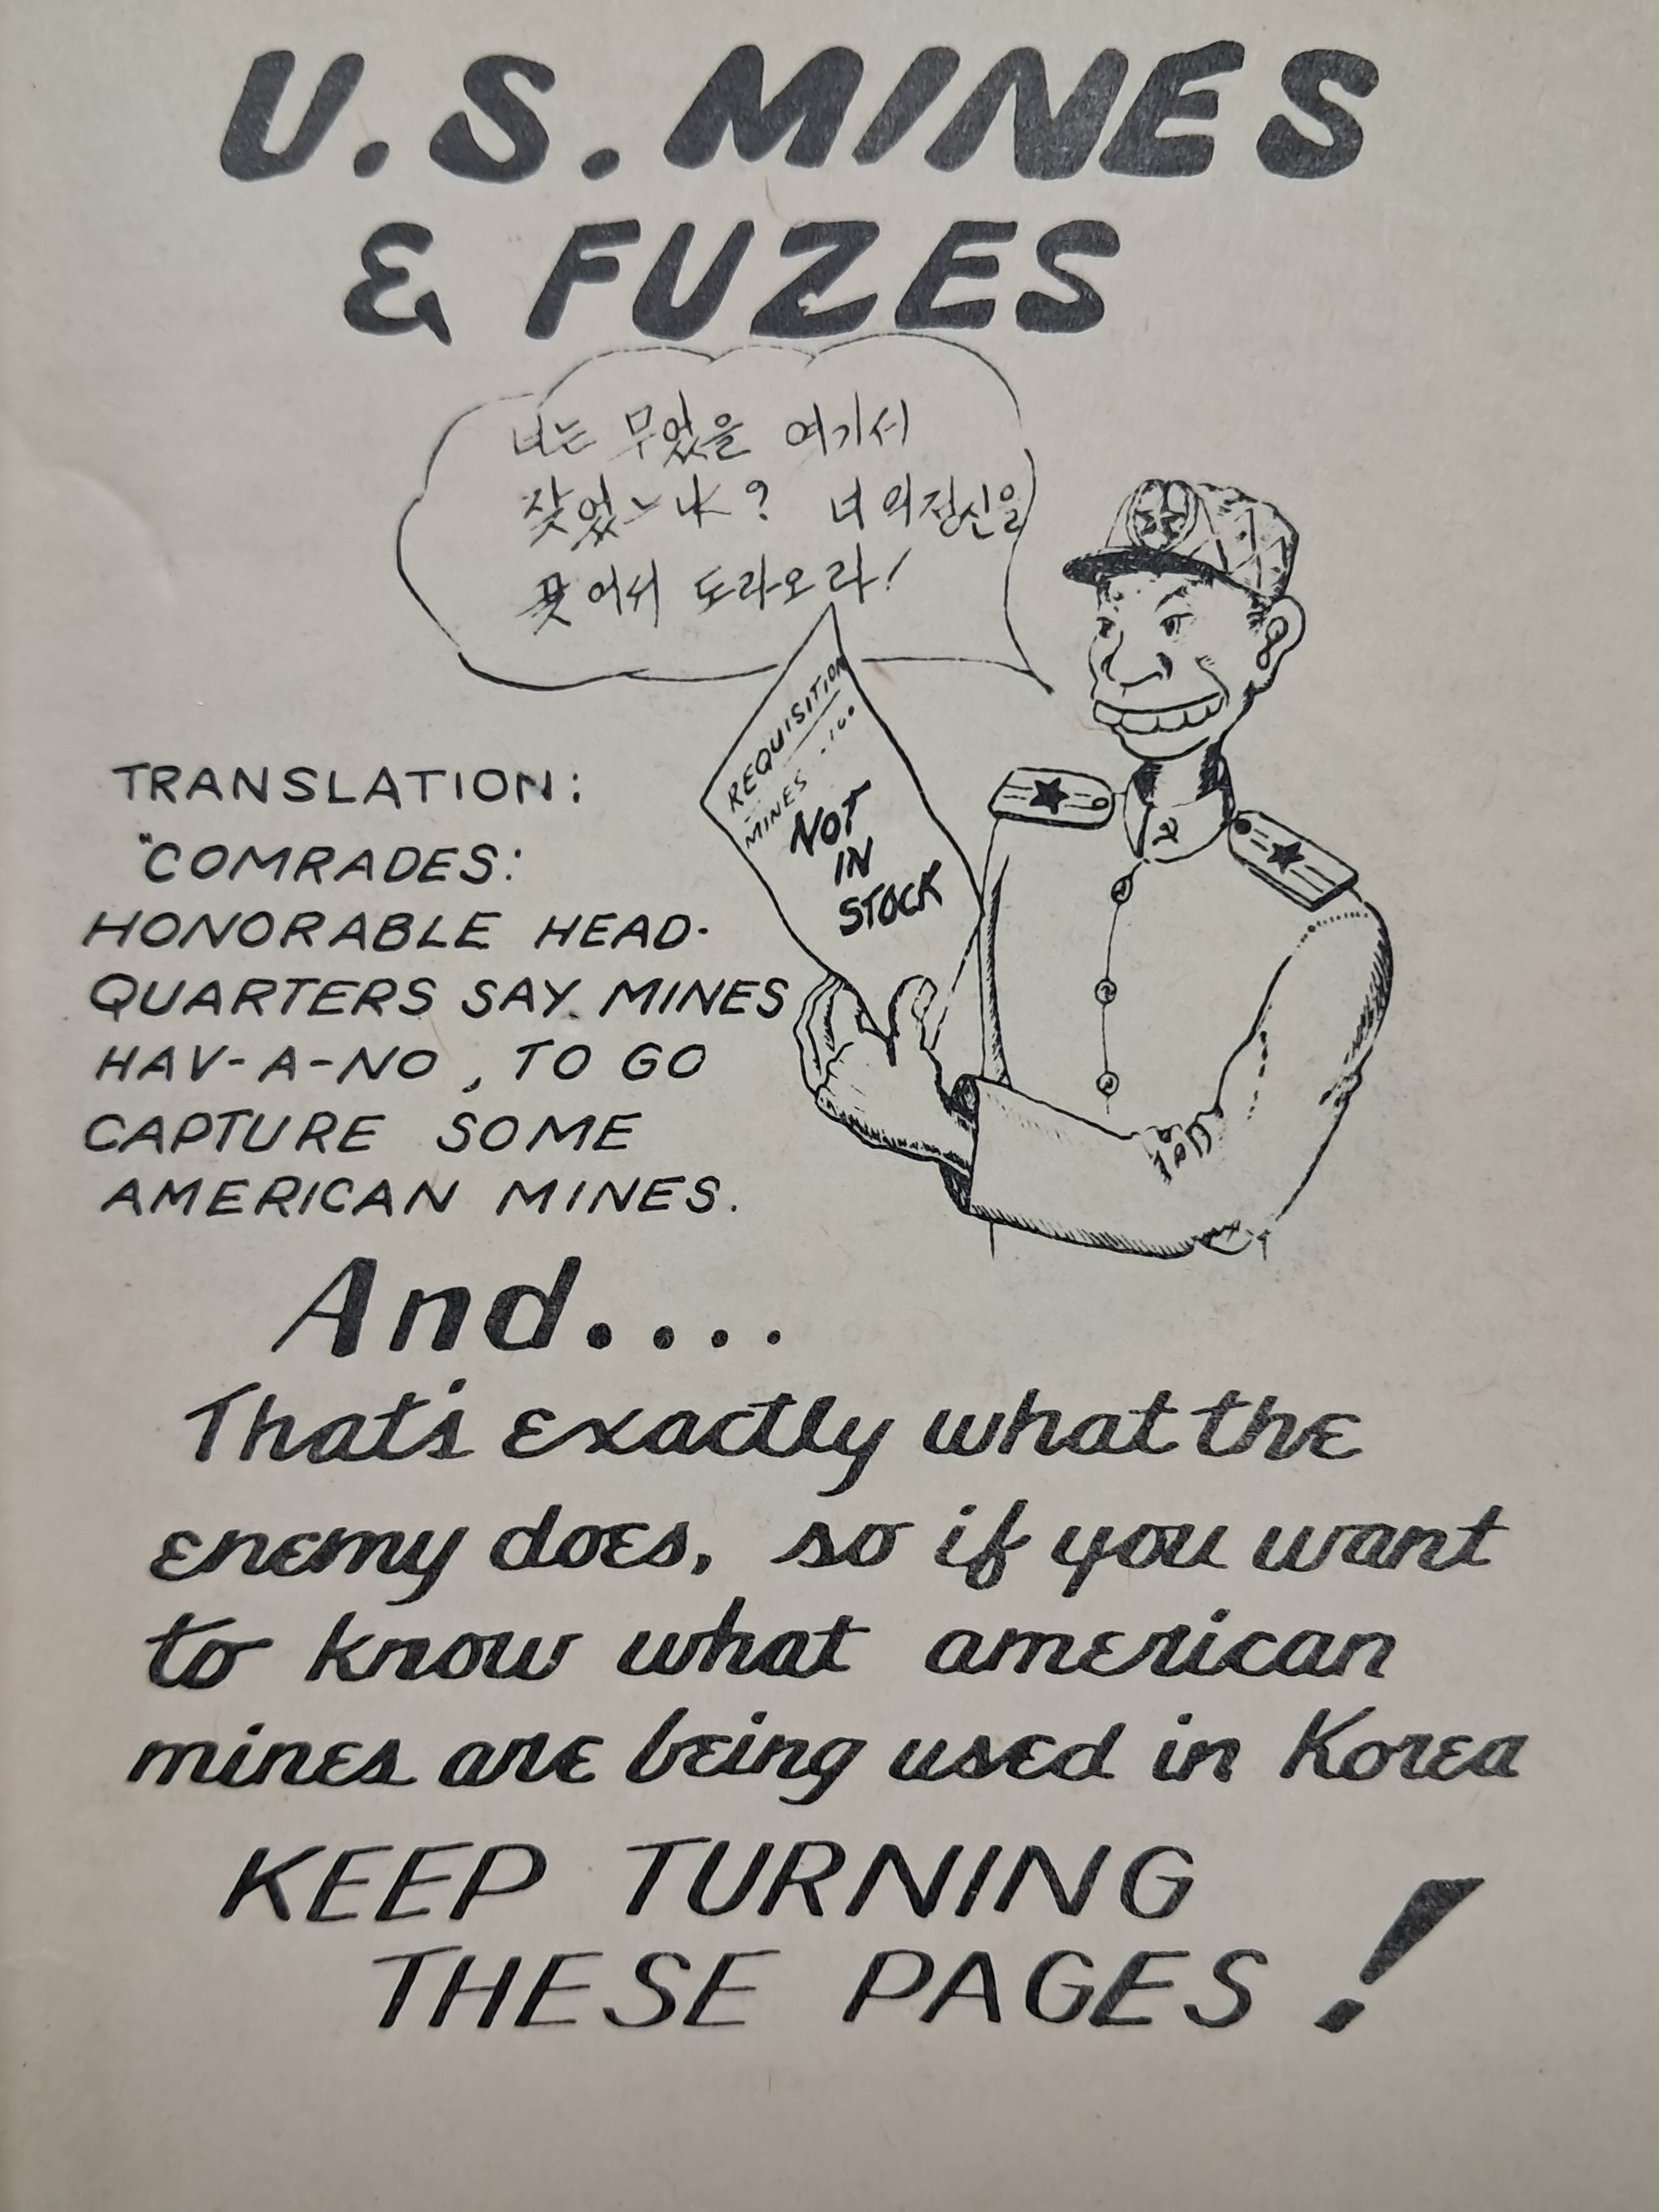 U.S. MINES
& FUZES
너는 무엇을 여기서
찾었느냐? 너의정신을
찾어서 도라오라!
REQUISITION
MINES -100
NOT
IN
STOCK
TRANSLATION:
"COMRADES:
HONORABLE HEAD-
QUARTERS SAY MINES
HAV-A-NO, TO GO
CAPTURE SOME
AMERICAN MINES.
And....
That's exactly what the
enemy does, so if you want
to know what american
mines are being used in Korea
KEEP TURNING
THESE PAGES!